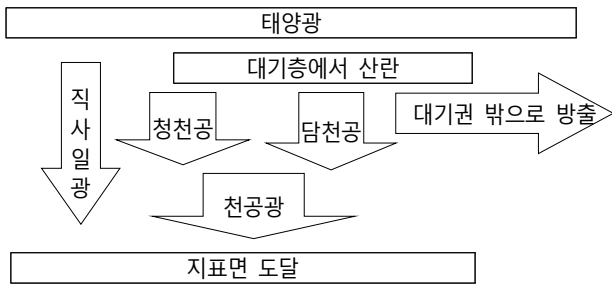 태양광
대기층에서 산란
직사일광
청천공
담천공
대기권 밖으로 방출
천공광
지표면 도달